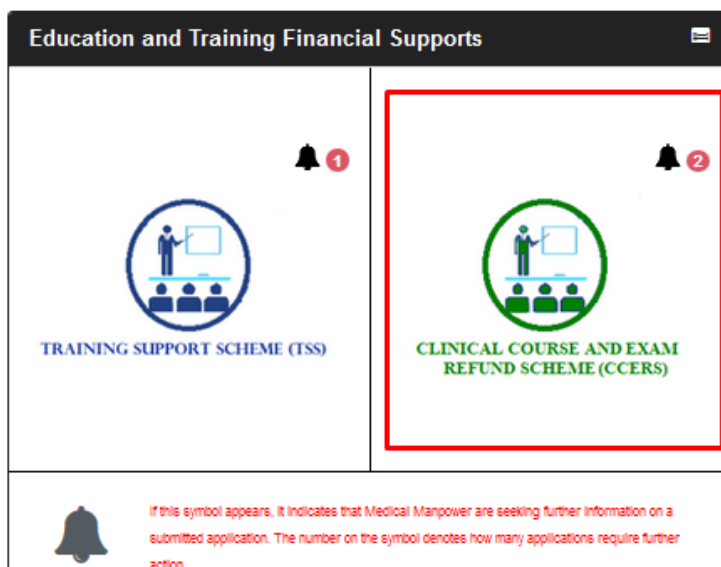 Education and Training Financial Supports
1
2
TRAINING SUPPORT SCHEME (TSS)
CLINICAL COURSE AND EXAM
REFUND SCHEME (CCERS)
If this symbol appears, it indicates that Medical Manpower are seeking further information on a
submitted application. The number on the symbol denotes how many applications require further
action